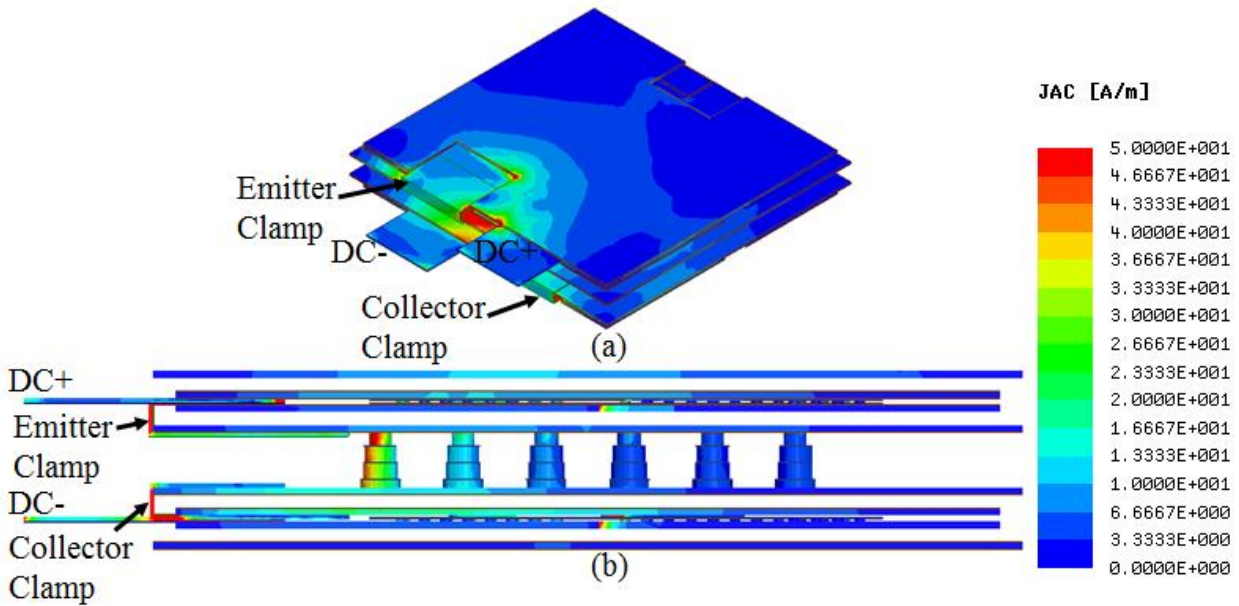 JAC [A/m]
5.0000E+001
4.6667E+001
4.3333E+001
4.0000E+001
3.6667E+001
3.3333E+001
3.0000E+001
2.6667E+001
2.3333E+001
2.0000E+001
1.6667E+001
1.3333E+001
1.0000E+001
6.6667E+000
3.3333E+000
0.0000E+000
Emitter
Clamp
DC-
DC+
Collector
Clamp
(a)
DC+
Emitter
Clamp
DC-
Collector
Clamp
(b)